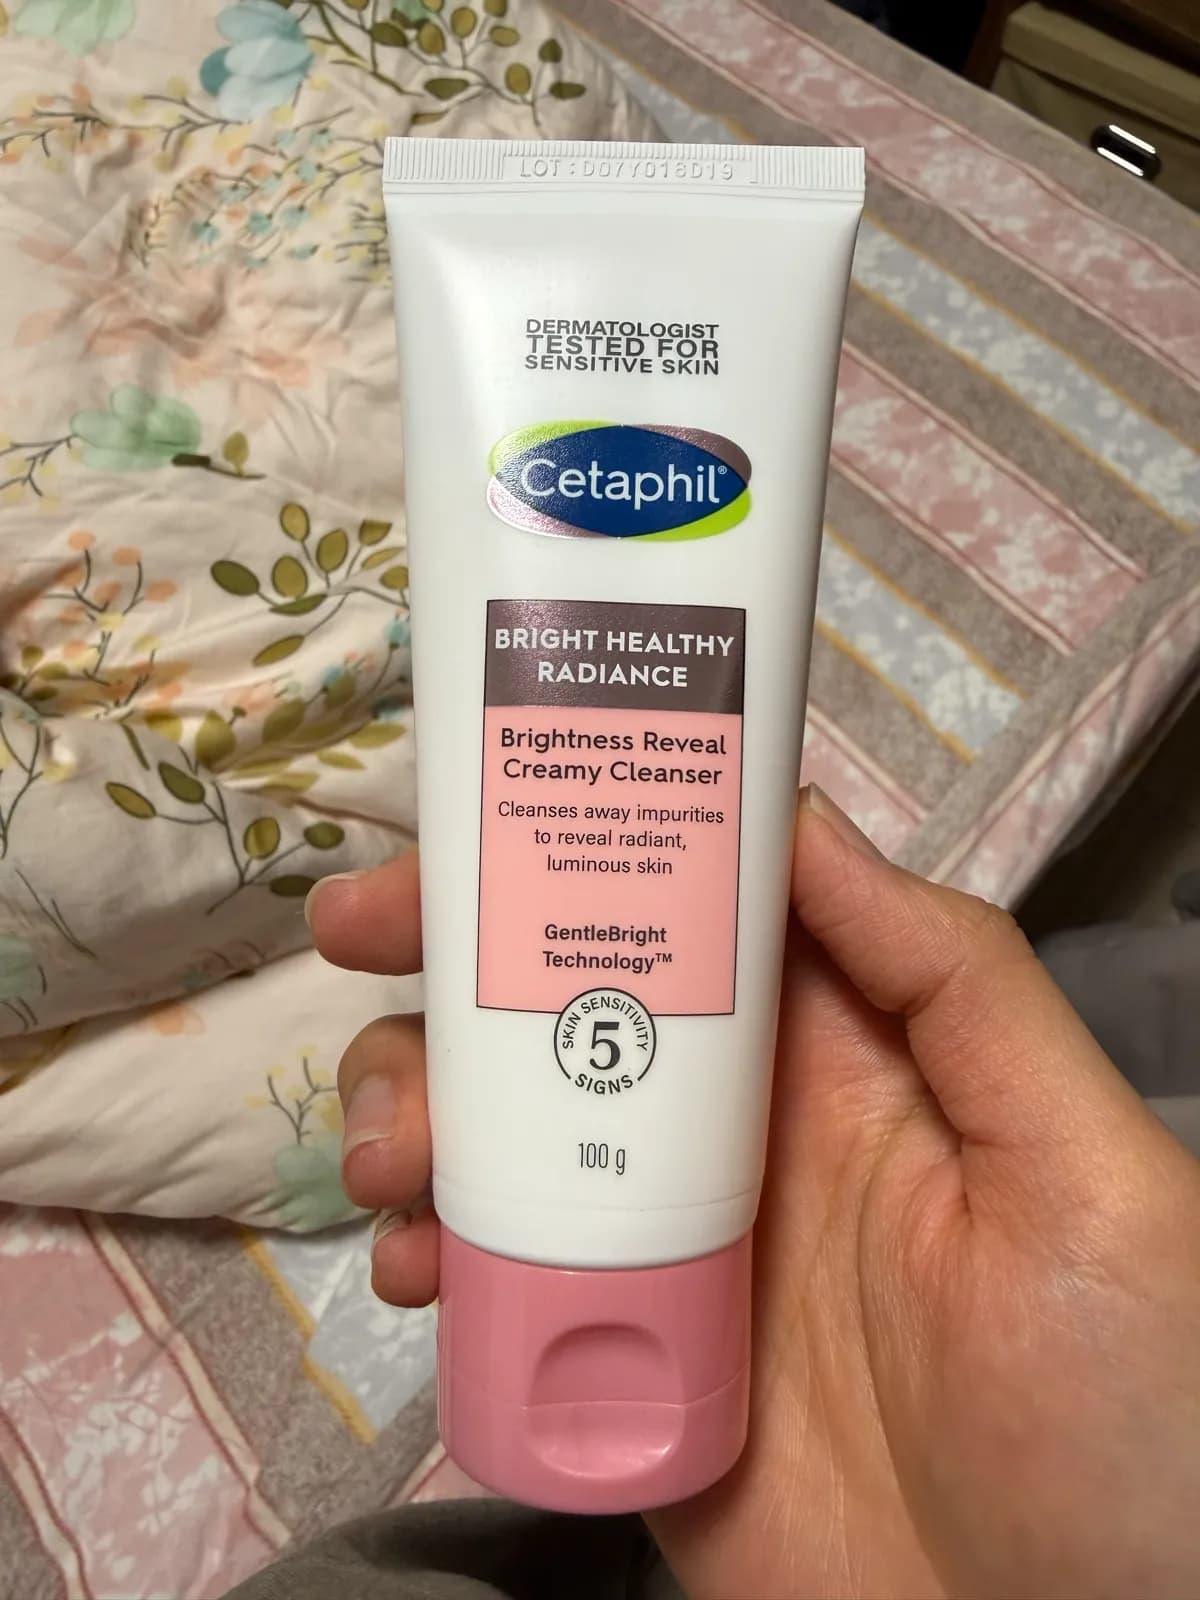 LOT : D07Y018D19
DERMATOLOGIST
TESTED FOR
SENSITIVE SKIN
Cetaphil®
BRIGHT HEALTHY
RADIANCE
Brightness Reveal
Creamy Cleanser
Cleanses away impurities
to reveal radiant,
luminous skin
GentleBright
Technology™
SKIN SENSITIVITY
5
SIGNS
100 g